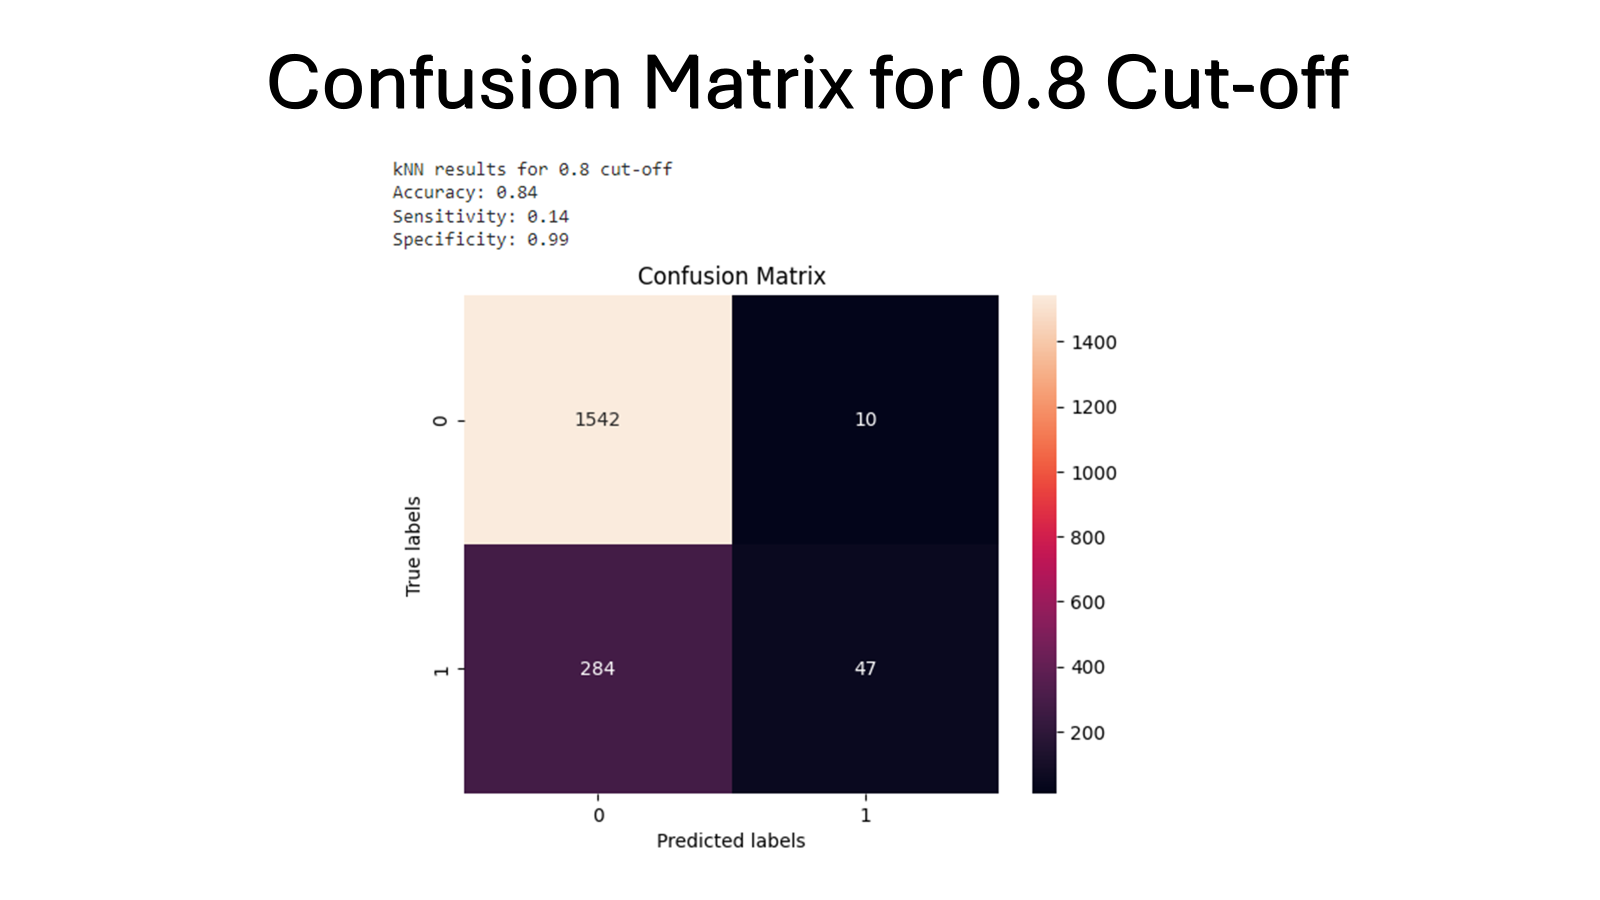 Confusion Matrix for 0.8 Cut-off
kNN results for 0.8 cut-off
Accuracy: 0.84
Sensitivity: 0.14
Specificity: 0.99
Confusion Matrix
1542
10
284
47
0
1
True labels
0
1
Predicted labels
1400
1200
1000
800
600
400
200